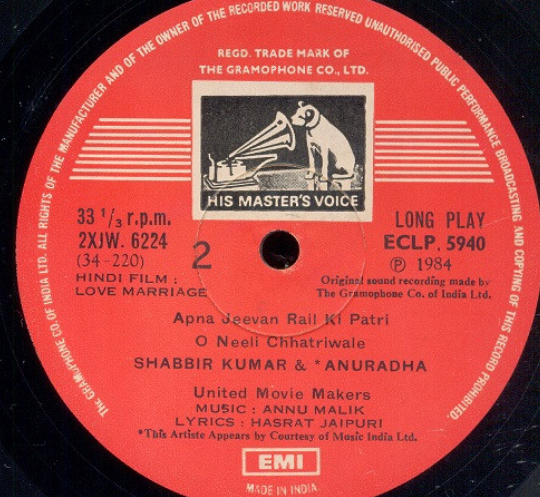 MANUFACTURER AND OF THE OWNER OF THE RECORDED WORK RESERVED UNAUTHORISED PUBLIC PERFORMANCE BROADCASTING AND COPYING OF THIS RECORD PROHIBITED.
The GRAMOPHONE CO. OF INDIA LTD. ALL RIGHTS OF THE
REGD. TRADE MARK OF
THE GRAMOPHONE CO., LTD.
HIS MASTER'S VOICE
33 1/3 r.p.m.
2XJW. 6224
(34-220)
HINDI FILM :
LOVE MARRIAGE
2
LONG PLAY
ECLP. 5940
Ⓟ 1984
Original sound recording made by
The Gramophone Co. of India Ltd.
Apna Jeevan Rail Ki Patri
O Neeli Chhatriwale
SHABBIR KUMAR & *ANURADHA
United Movie Makers
MUSIC : ANNU MALIK
LYRICS : HASRAT JAIPURI
*This Artiste Appears by Courtesy of Music India Ltd.
EMI
MADE IN INDIA